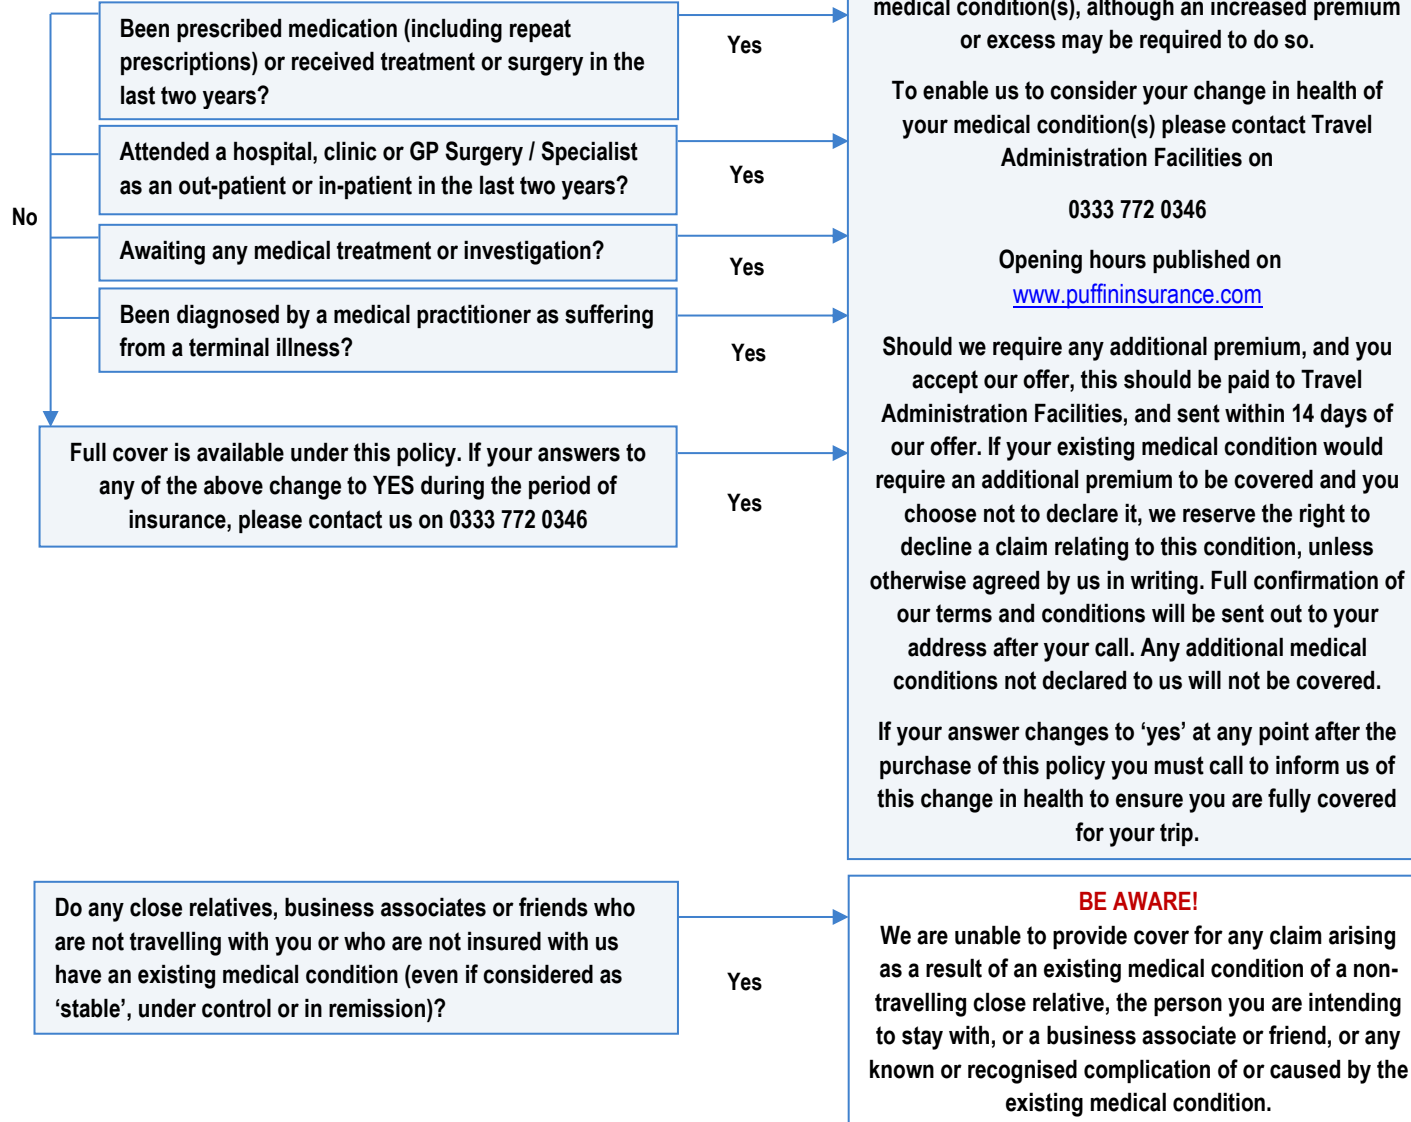 Been prescribed medication (including repeat
prescriptions) or received treatment or surgery in the
last two years?
Yes
Attended a hospital, clinic or GP Surgery / Specialist
as an out-patient or in-patient in the last two years?
Yes
No
Awaiting any medical treatment or investigation?
Yes
Been diagnosed by a medical practitioner as suffering
from a terminal illness?
Yes
Full cover is available under this policy. If your answers to
any of the above change to YES during the period of
insurance, please contact us on 0333 772 0346
Yes
medical condition(s), although an increased premium
or excess may be required to do so.
To enable us to consider your change in health of
your medical condition(s) please contact Travel
Administration Facilities on
0333 772 0346
Opening hours published on
www.puffininsurance.com
Should we require any additional premium, and you
accept our offer, this should be paid to Travel
Administration Facilities, and sent within 14 days of
our offer. If your existing medical condition would
require an additional premium to be covered and you
choose not to declare it, we reserve the right to
decline a claim relating to this condition, unless
otherwise agreed by us in writing. Full confirmation of
our terms and conditions will be sent out to your
address after your call. Any additional medical
conditions not declared to us will not be covered.
If your answer changes to ‘yes’ at any point after the
purchase of this policy you must call to inform us of
this change in health to ensure you are fully covered
for your trip.
Do any close relatives, business associates or friends who
are not travelling with you or who are not insured with us
have an existing medical condition (even if considered as
‘stable’, under control or in remission)?
Yes
BE AWARE!
We are unable to provide cover for any claim arising
as a result of an existing medical condition of a non-
travelling close relative, the person you are intending
to stay with, or a business associate or friend, or any
known or recognised complication of or caused by the
existing medical condition.